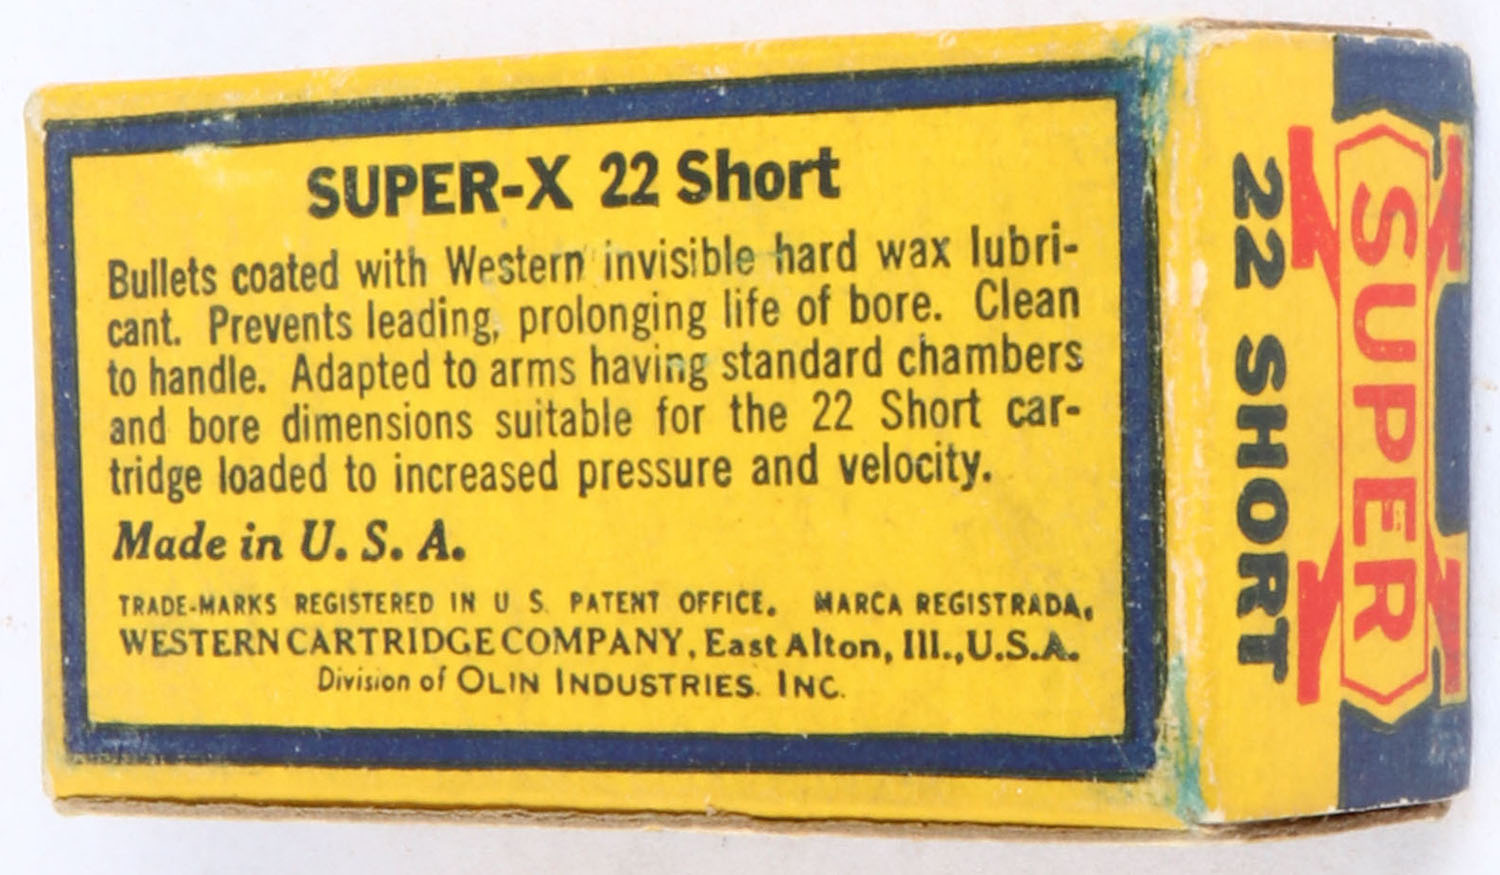 SUPER-X 22 Short
Bullets coated with Western invisible hard wax lubri-
cant. Prevents leading, prolonging life of bore. Clean
to handle. Adapted to arms having standard chambers
and bore dimensions suitable for the 22 Short car-
tridge loaded to increased pressure and velocity.
Made in U. S. A.
TRADE-MARKS REGISTERED IN U S. PATENT OFFICE. MARCA REGISTRADA.
WESTERN CARTRIDGE COMPANY, East Alton, Ill., U.S.A.
Division of OLIN INDUSTRIES. INC.
SUPER
X
22 SHORT